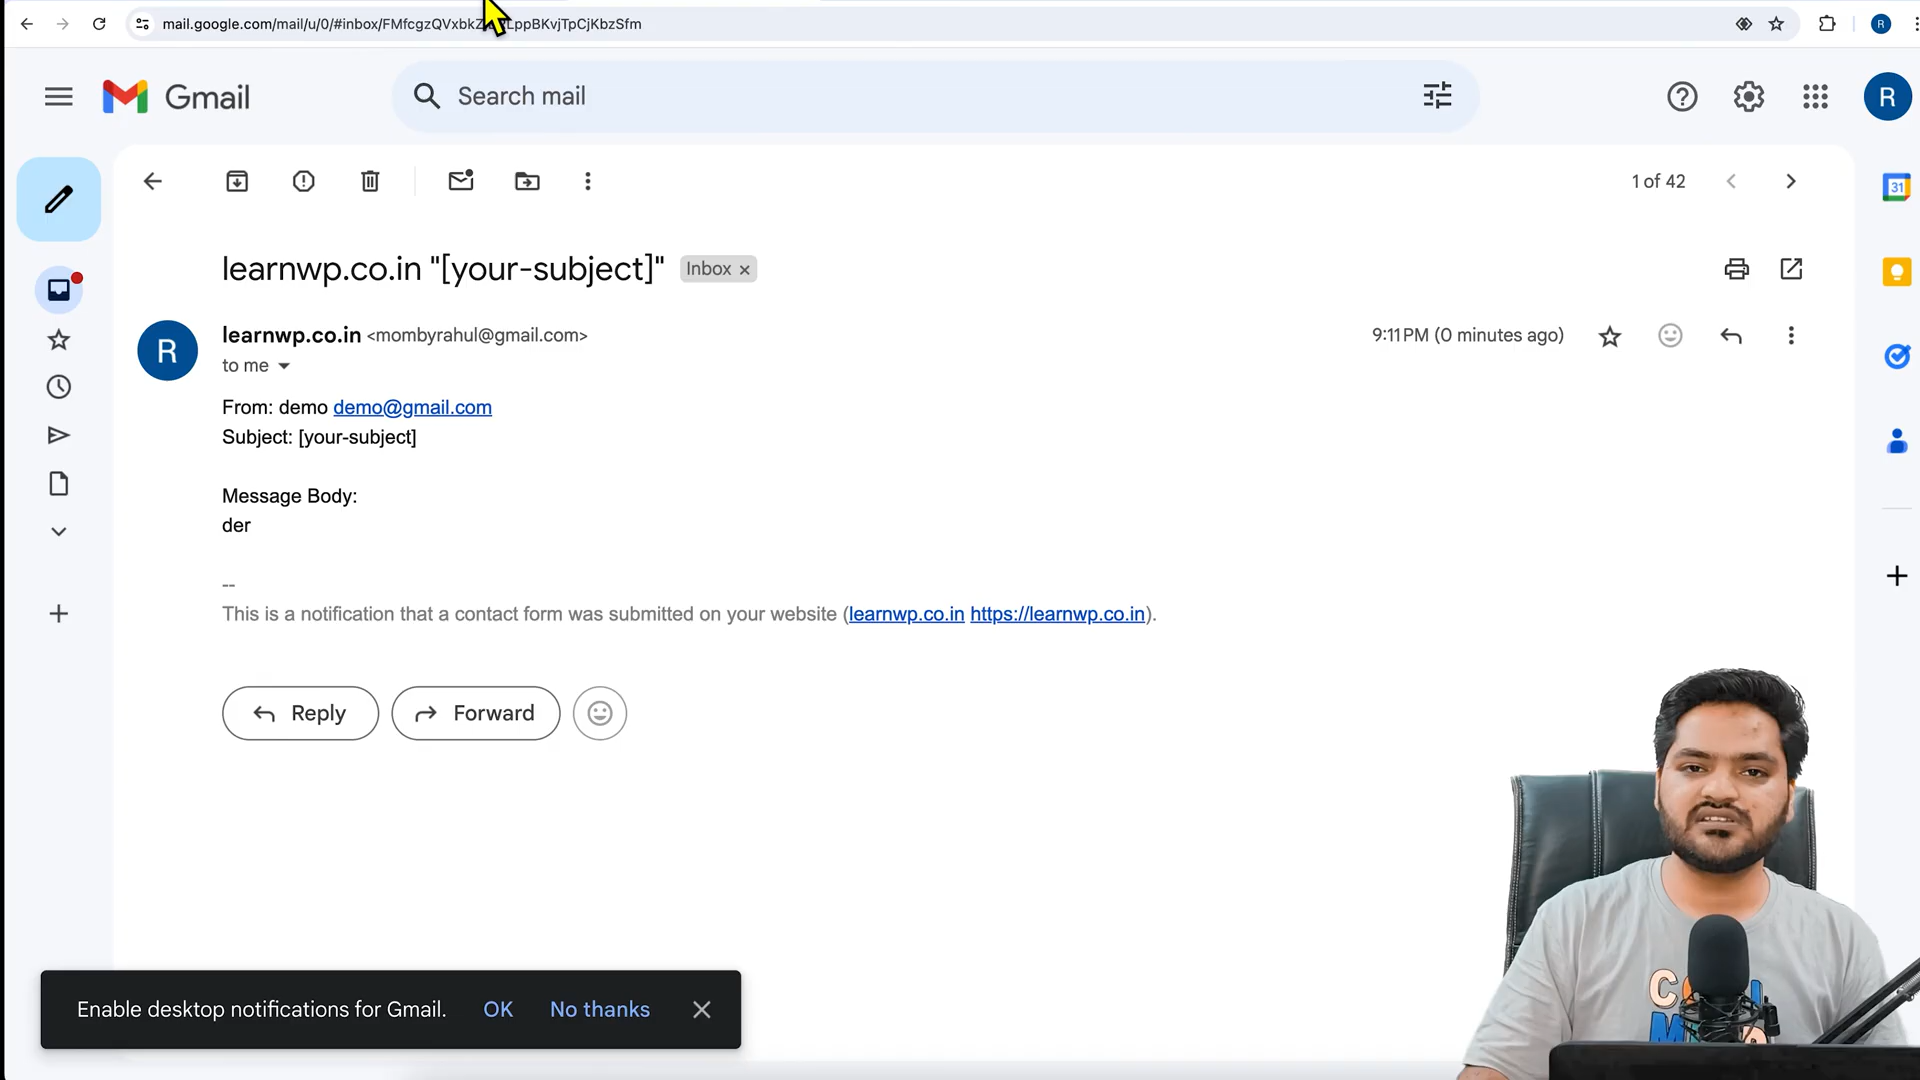 mail.google.com/mail/u/0/#inbox/FMfcgzQVxbkZ LppBKvjTpCjKbzSfm
R
Gmail
Search mail
R
31
1 of 42
learnwp.co.in "[your-subject]"
Inbox ×
R
learnwp.co.in <mombyrahul@gmail.com>
9:11 PM (0 minutes ago)
to me
From: demo demo@gmail.com
Subject: [your-subject]
Message Body:
der
--
This is a notification that a contact form was submitted on your website (learnwp.co.in https://learnwp.co.in).
Reply
Forward
Enable desktop notifications for Gmail.
OK
No thanks